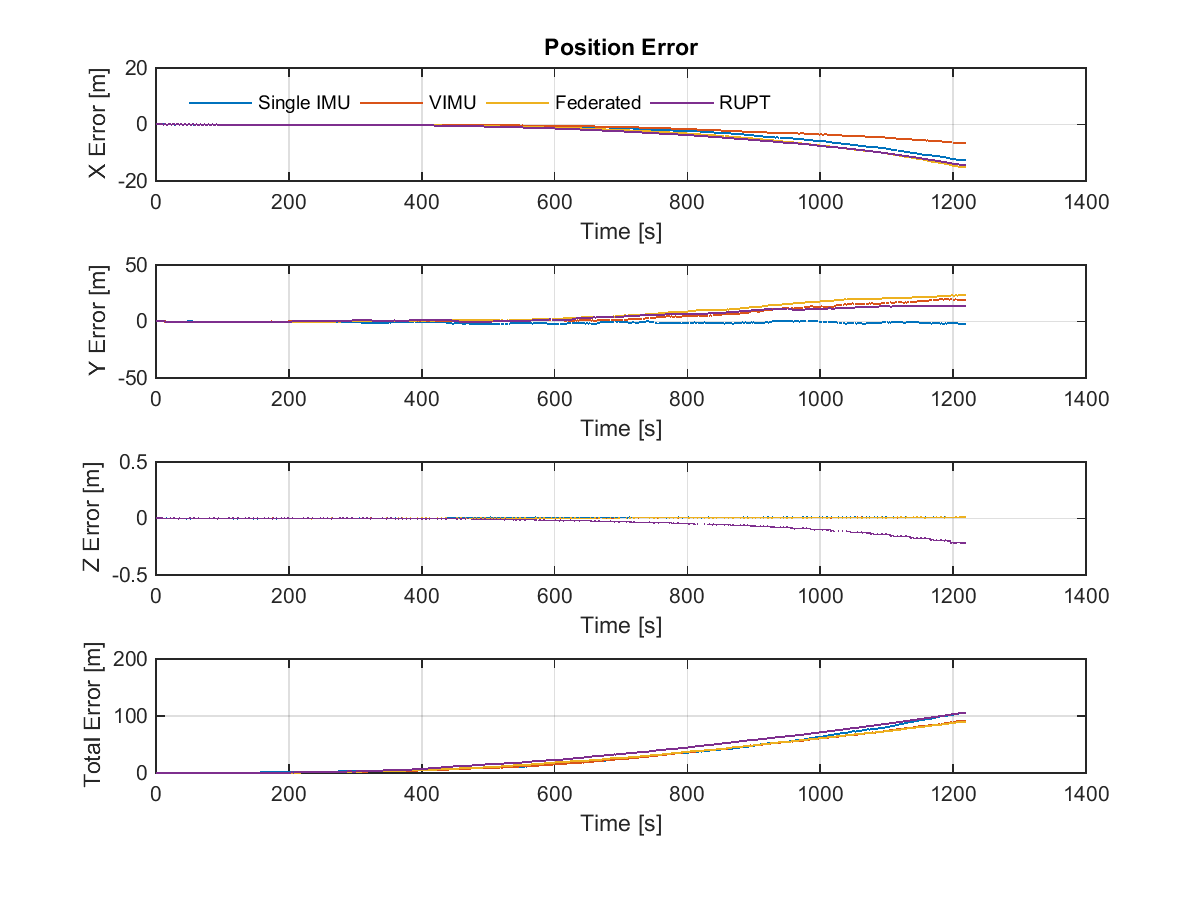 Position Error
20
0
-20
X Error [m]
Single IMU VIMU Federated RUPT
0 200 400 600 800 1000 1200 1400
Time [s]
50
0
-50
Y Error [m]
0 200 400 600 800 1000 1200 1400
Time [s]
0.5
0
-0.5
Z Error [m]
0 200 400 600 800 1000 1200 1400
Time [s]
200
100
0
Total Error [m]
0 200 400 600 800 1000 1200 1400
Time [s]